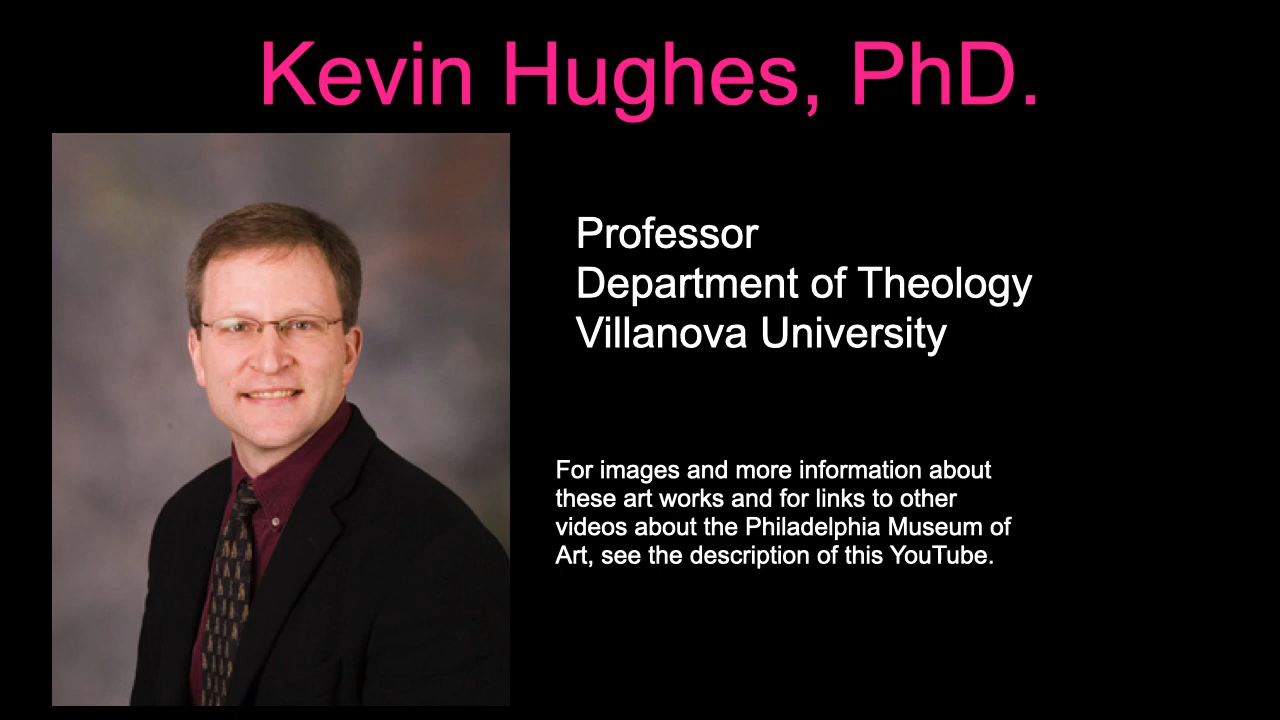 Kevin Hughes, PhD.
Professor
Department of Theology
Villanova University
For images and more information about
these art works and for links to other
videos about the Philadelphia Museum of
Art, see the description of this YouTube.